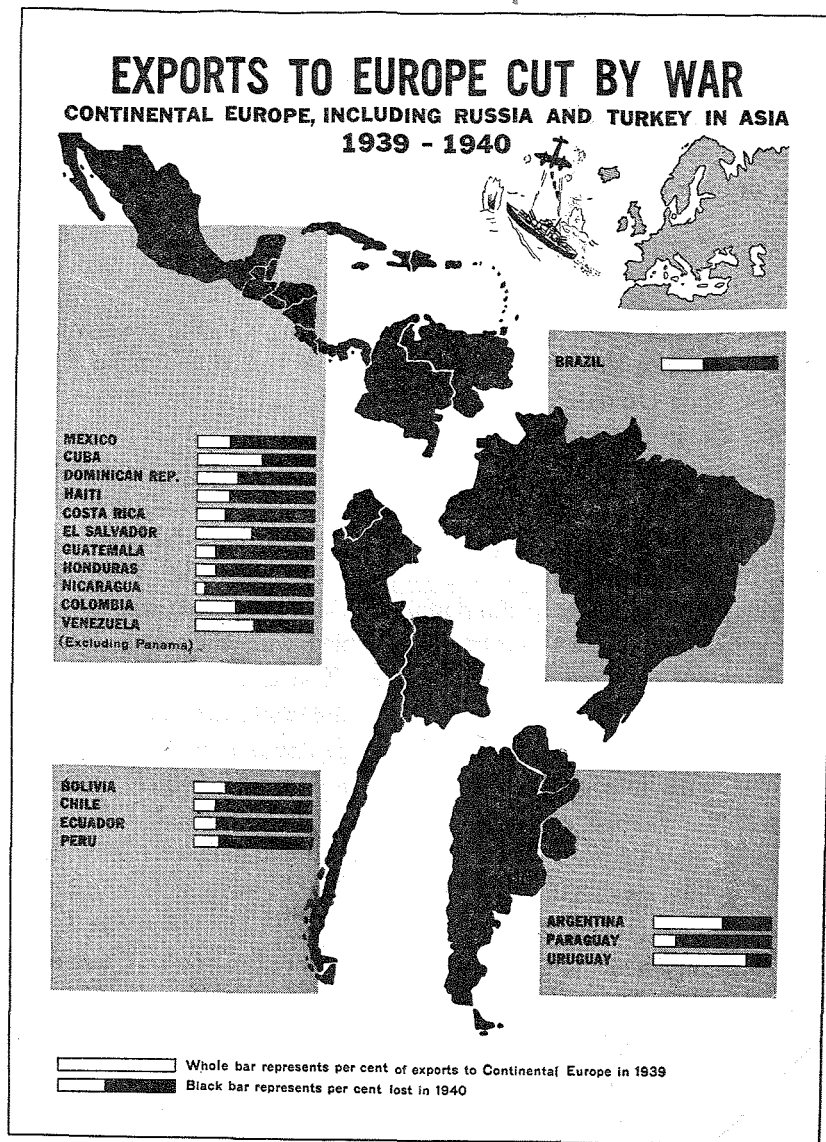 EXPORTS TO EUROPE CUT BY WAR
CONTINENTAL EUROPE, INCLUDING RUSSIA AND TURKEY IN ASIA
1939 - 1940
BRAZIL
MEXICO
CUBA
DOMINICAN REP.
HAITI
COSTA RICA
EL SALVADOR
GUATEMALA
HONDURAS
NICARAGUA
COLOMBIA
VENEZUELA
(Excluding Panama)
BOLIVIA
CHILE
ECUADOR
PERU
ARGENTINA
PARAGUAY
URUGUAY
Whole bar represents per cent of exports to Continental Europe in 1939
Black bar represents per cent lost in 1940